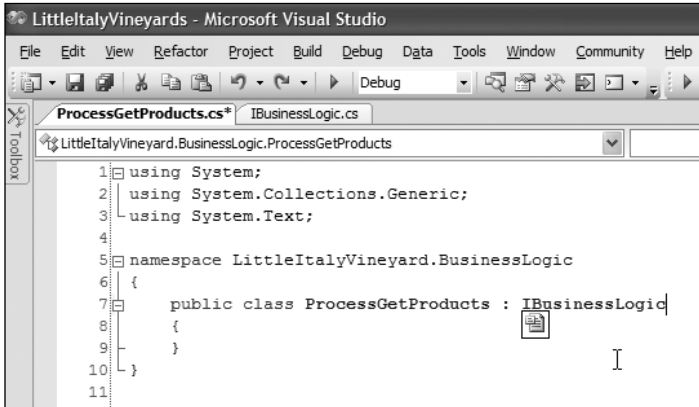 LittleItalyVineyards - Microsoft Visual Studio
File Edit View Refactor Project Build Debug Data Tools Window Community Help
Debug
ProcessGetProducts.cs* IBusinessLogic.cs
Toolbox
LittleItalyVineyard.BusinessLogic.ProcessGetProducts
1 using System;
2 using System.Collections.Generic;
3 using System.Text;
4
5 namespace LittleItalyVineyard.BusinessLogic
6 {
7 public class ProcessGetProducts : IBusinessLogic
8 {
9 }
10 }
11